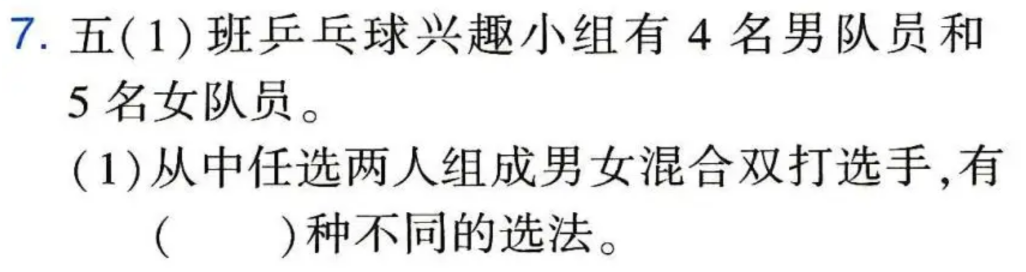 7. 五(1)班乒乓球兴趣小组有 4 名男队员和
5 名女队员。
(1)从中任选两人组成男女混合双打选手,有
(　　)种不同的选法。